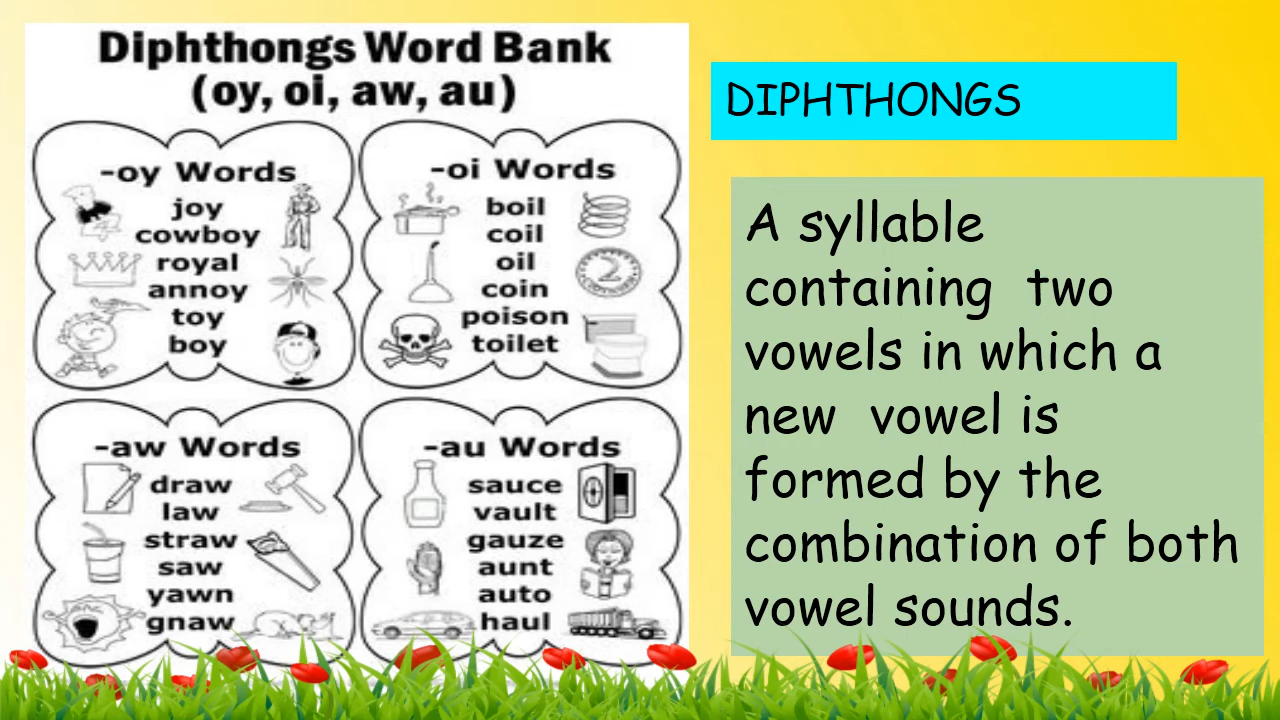 Diphthongs Word Bank
(oy, oi, aw, au)
-oy Words
joy
cowboy
royal
annoy
toy
boy
-oi Words
boil
coil
oil
coin
poison
toilet
-aw Words
draw
law
straw
saw
yawn
gnaw
-au Words
sauce
vault
gauze
aunt
auto
haul
DIPHTHONGS
A syllable
containing two
vowels in which a
new vowel is
formed by the
combination of both
vowel sounds.